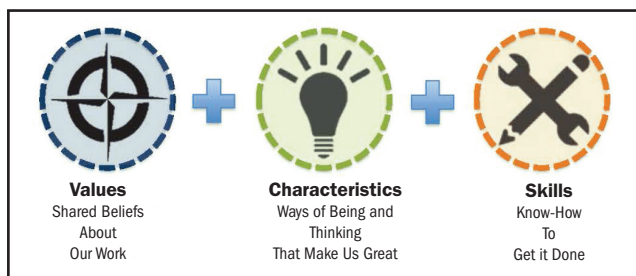 Values
Shared Beliefs
About
Our Work
Characteristics
Ways of Being and
Thinking
That Make Us Great
Skills
Know-How
To
Get it Done